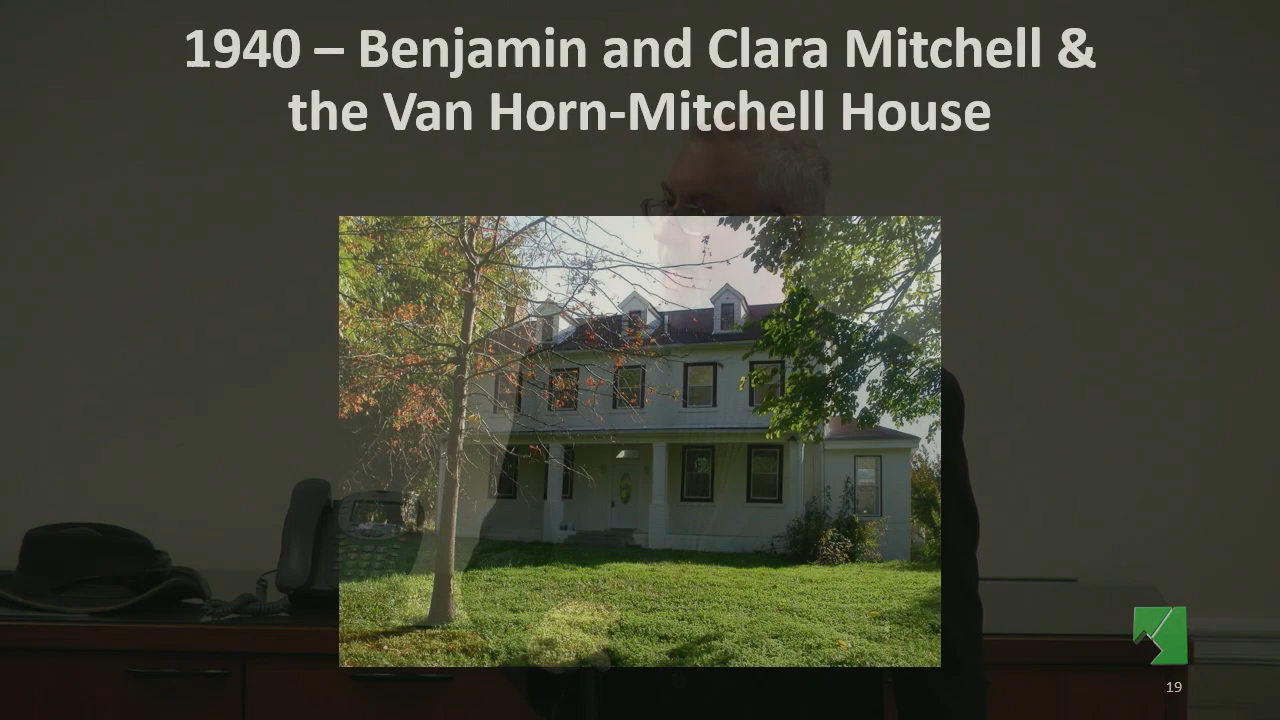 1940 – Benjamin and Clara Mitchell &
the Van Horn-Mitchell House
19